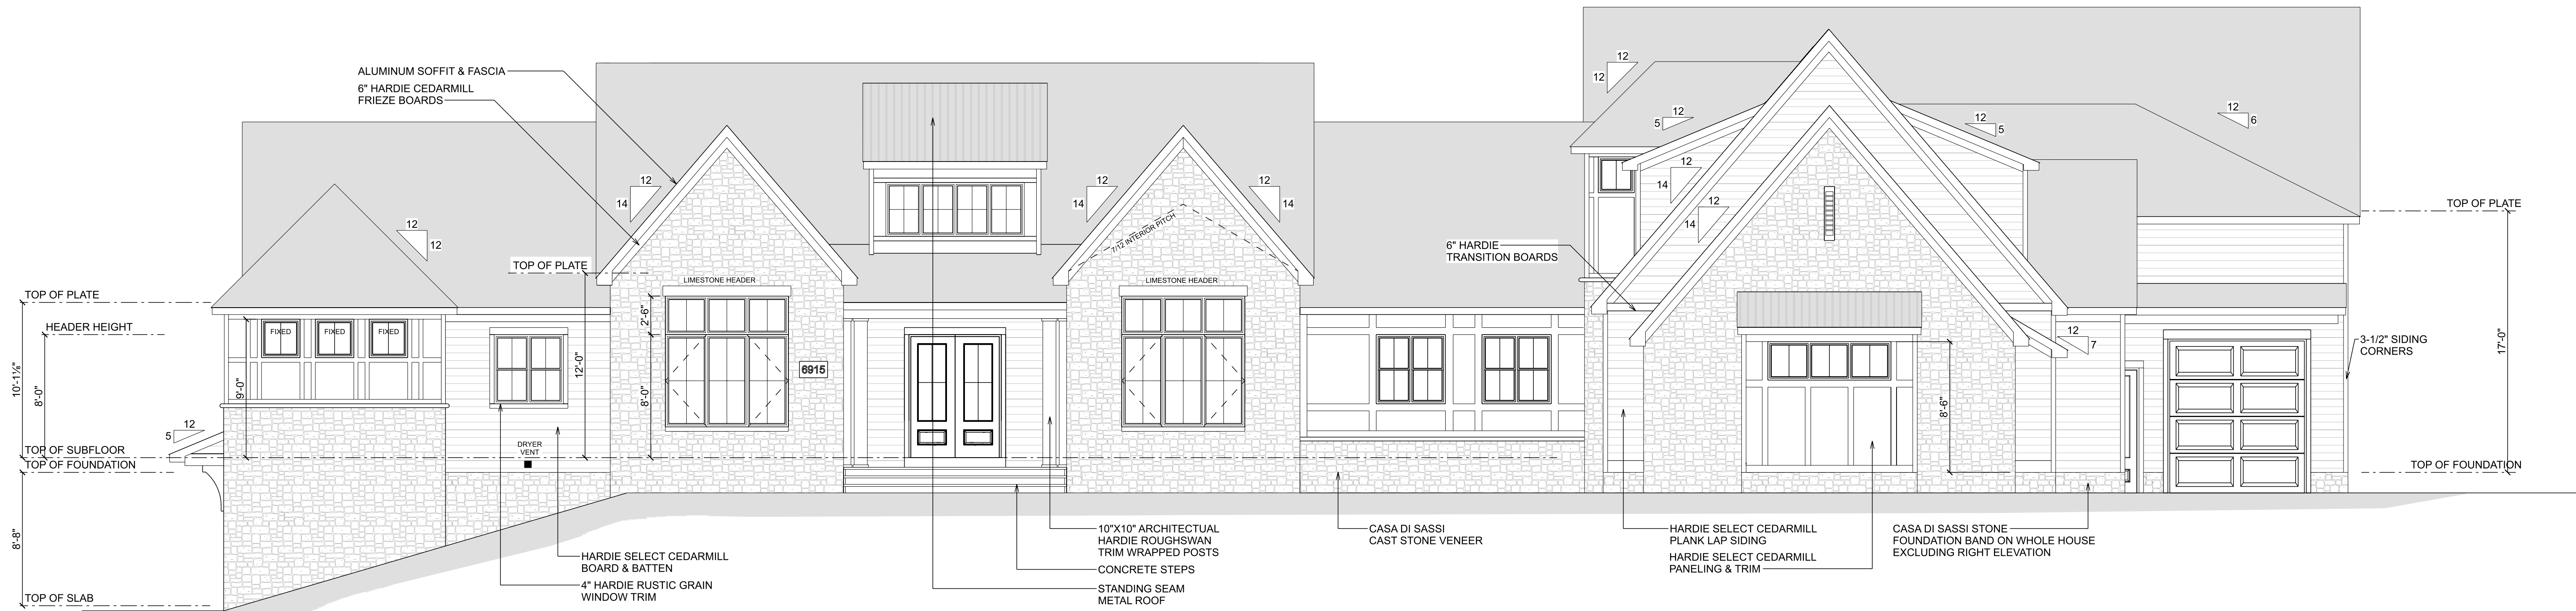 ALUMINUM SOFFIT & FASCIA
6" HARDIE CEDARMILL
FRIEZE BOARDS
12
12
12
14
12
14
12
14
7/12 INTERIOR PITCH
TOP OF PLATE
LIMESTONE HEADER
LIMESTONE HEADER
TOP OF PLATE
HEADER HEIGHT
FIXED
FIXED
FIXED
10'-1⅛"
8'-0"
9'-0"
12'-0"
2'-6"
8'-0"
6915
12
5
TOP OF SUBFLOOR
TOP OF FOUNDATION
DRYER
VENT
8'-8"
TOP OF SLAB
HARDIE SELECT CEDARMILL
BOARD & BATTEN
4" HARDIE RUSTIC GRAIN
WINDOW TRIM
10"X10" ARCHITECTUAL
HARDIE ROUGHSWAN
TRIM WRAPPED POSTS
CONCRETE STEPS
STANDING SEAM
METAL ROOF
CASA DI SASSI
CAST STONE VENEER
6" HARDIE
TRANSITION BOARDS
12
12
12
5
12
14
12
14
12
5
12
6
12
7
8'-6"
TOP OF PLATE
17'-0"
3-1/2" SIDING
CORNERS
TOP OF FOUNDATION
HARDIE SELECT CEDARMILL
PLANK LAP SIDING
HARDIE SELECT CEDARMILL
PANELING & TRIM
CASA DI SASSI STONE
FOUNDATION BAND ON WHOLE HOUSE
EXCLUDING RIGHT ELEVATION